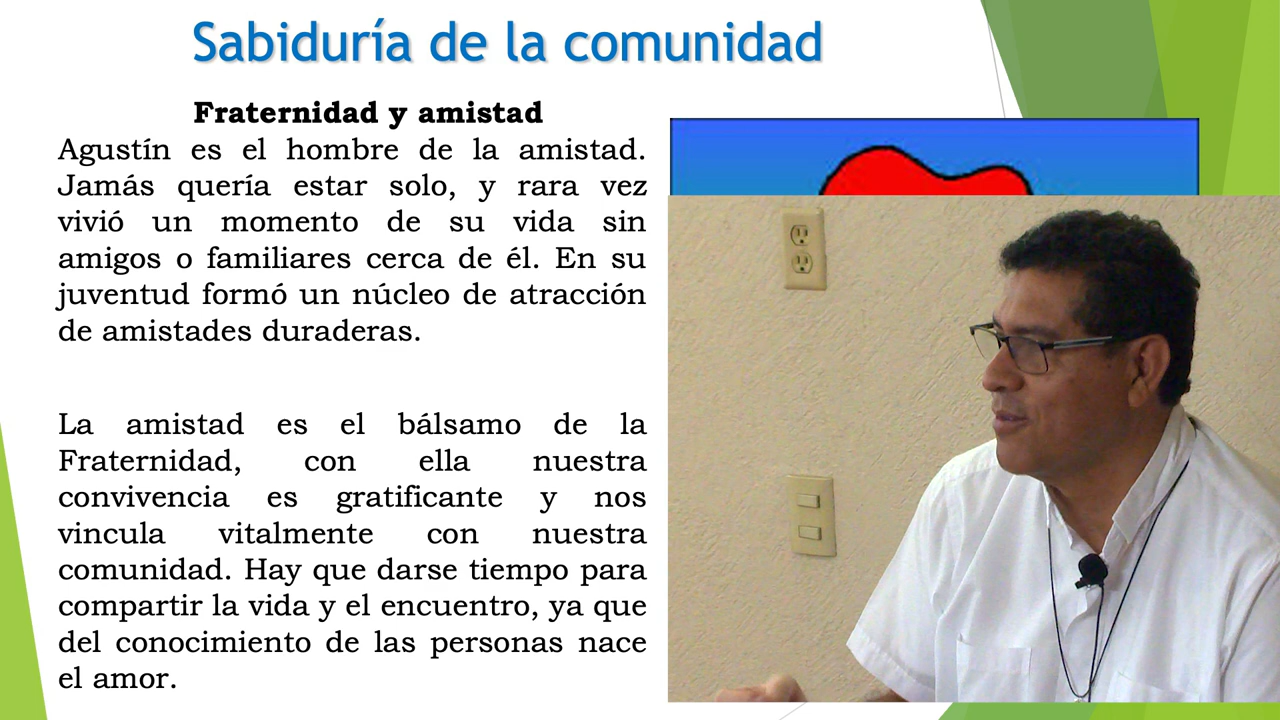 Sabiduría de la comunidad
Fraternidad y amistad
Agustín es el hombre de la amistad.
Jamás quería estar solo, y rara vez
vivió un momento de su vida sin
amigos o familiares cerca de él. En su
juventud formó un núcleo de atracción
de amistades duraderas.
La amistad es el bálsamo de la
Fraternidad, con ella nuestra
convivencia es gratificante y nos
vincula vitalmente con nuestra
comunidad. Hay que darse tiempo para
compartir la vida y el encuentro, ya que
del conocimiento de las personas nace
el amor.